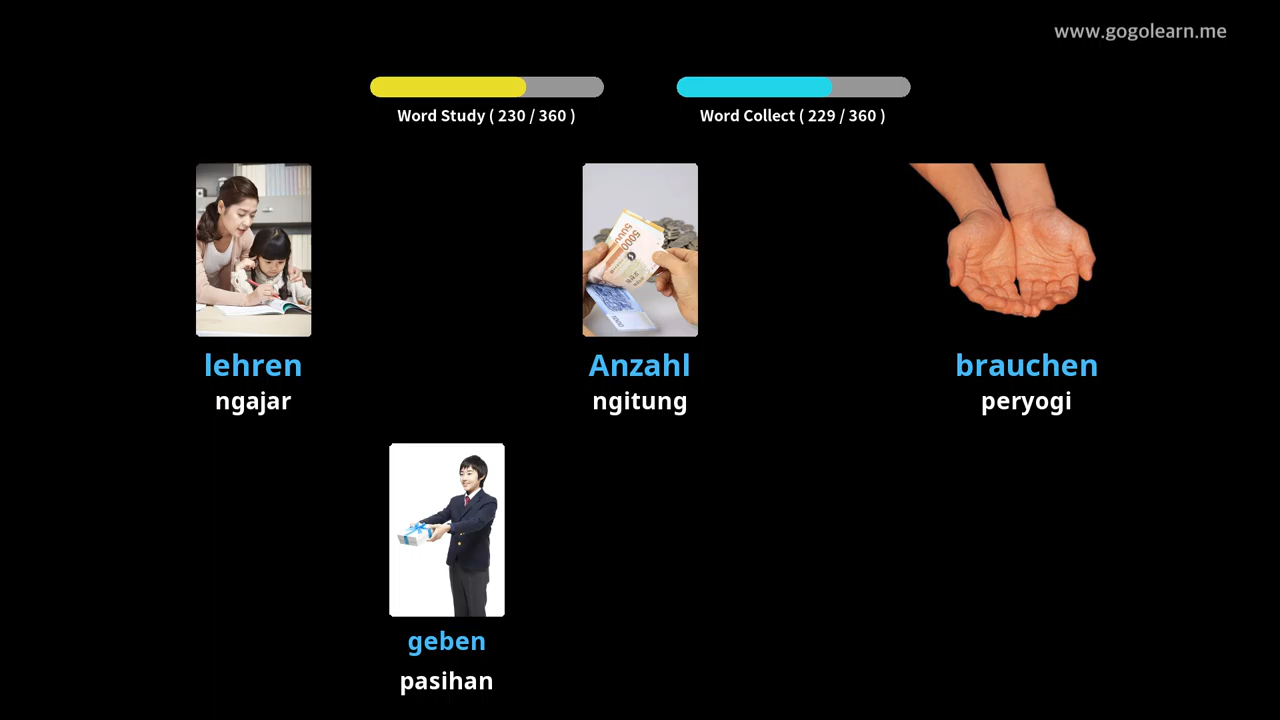 www.gogolearn.me
Word Study ( 230 / 360 )
Word Collect ( 229 / 360 )
lehren
ngajar
Anzahl
ngitung
brauchen
peryogi
geben
pasihan